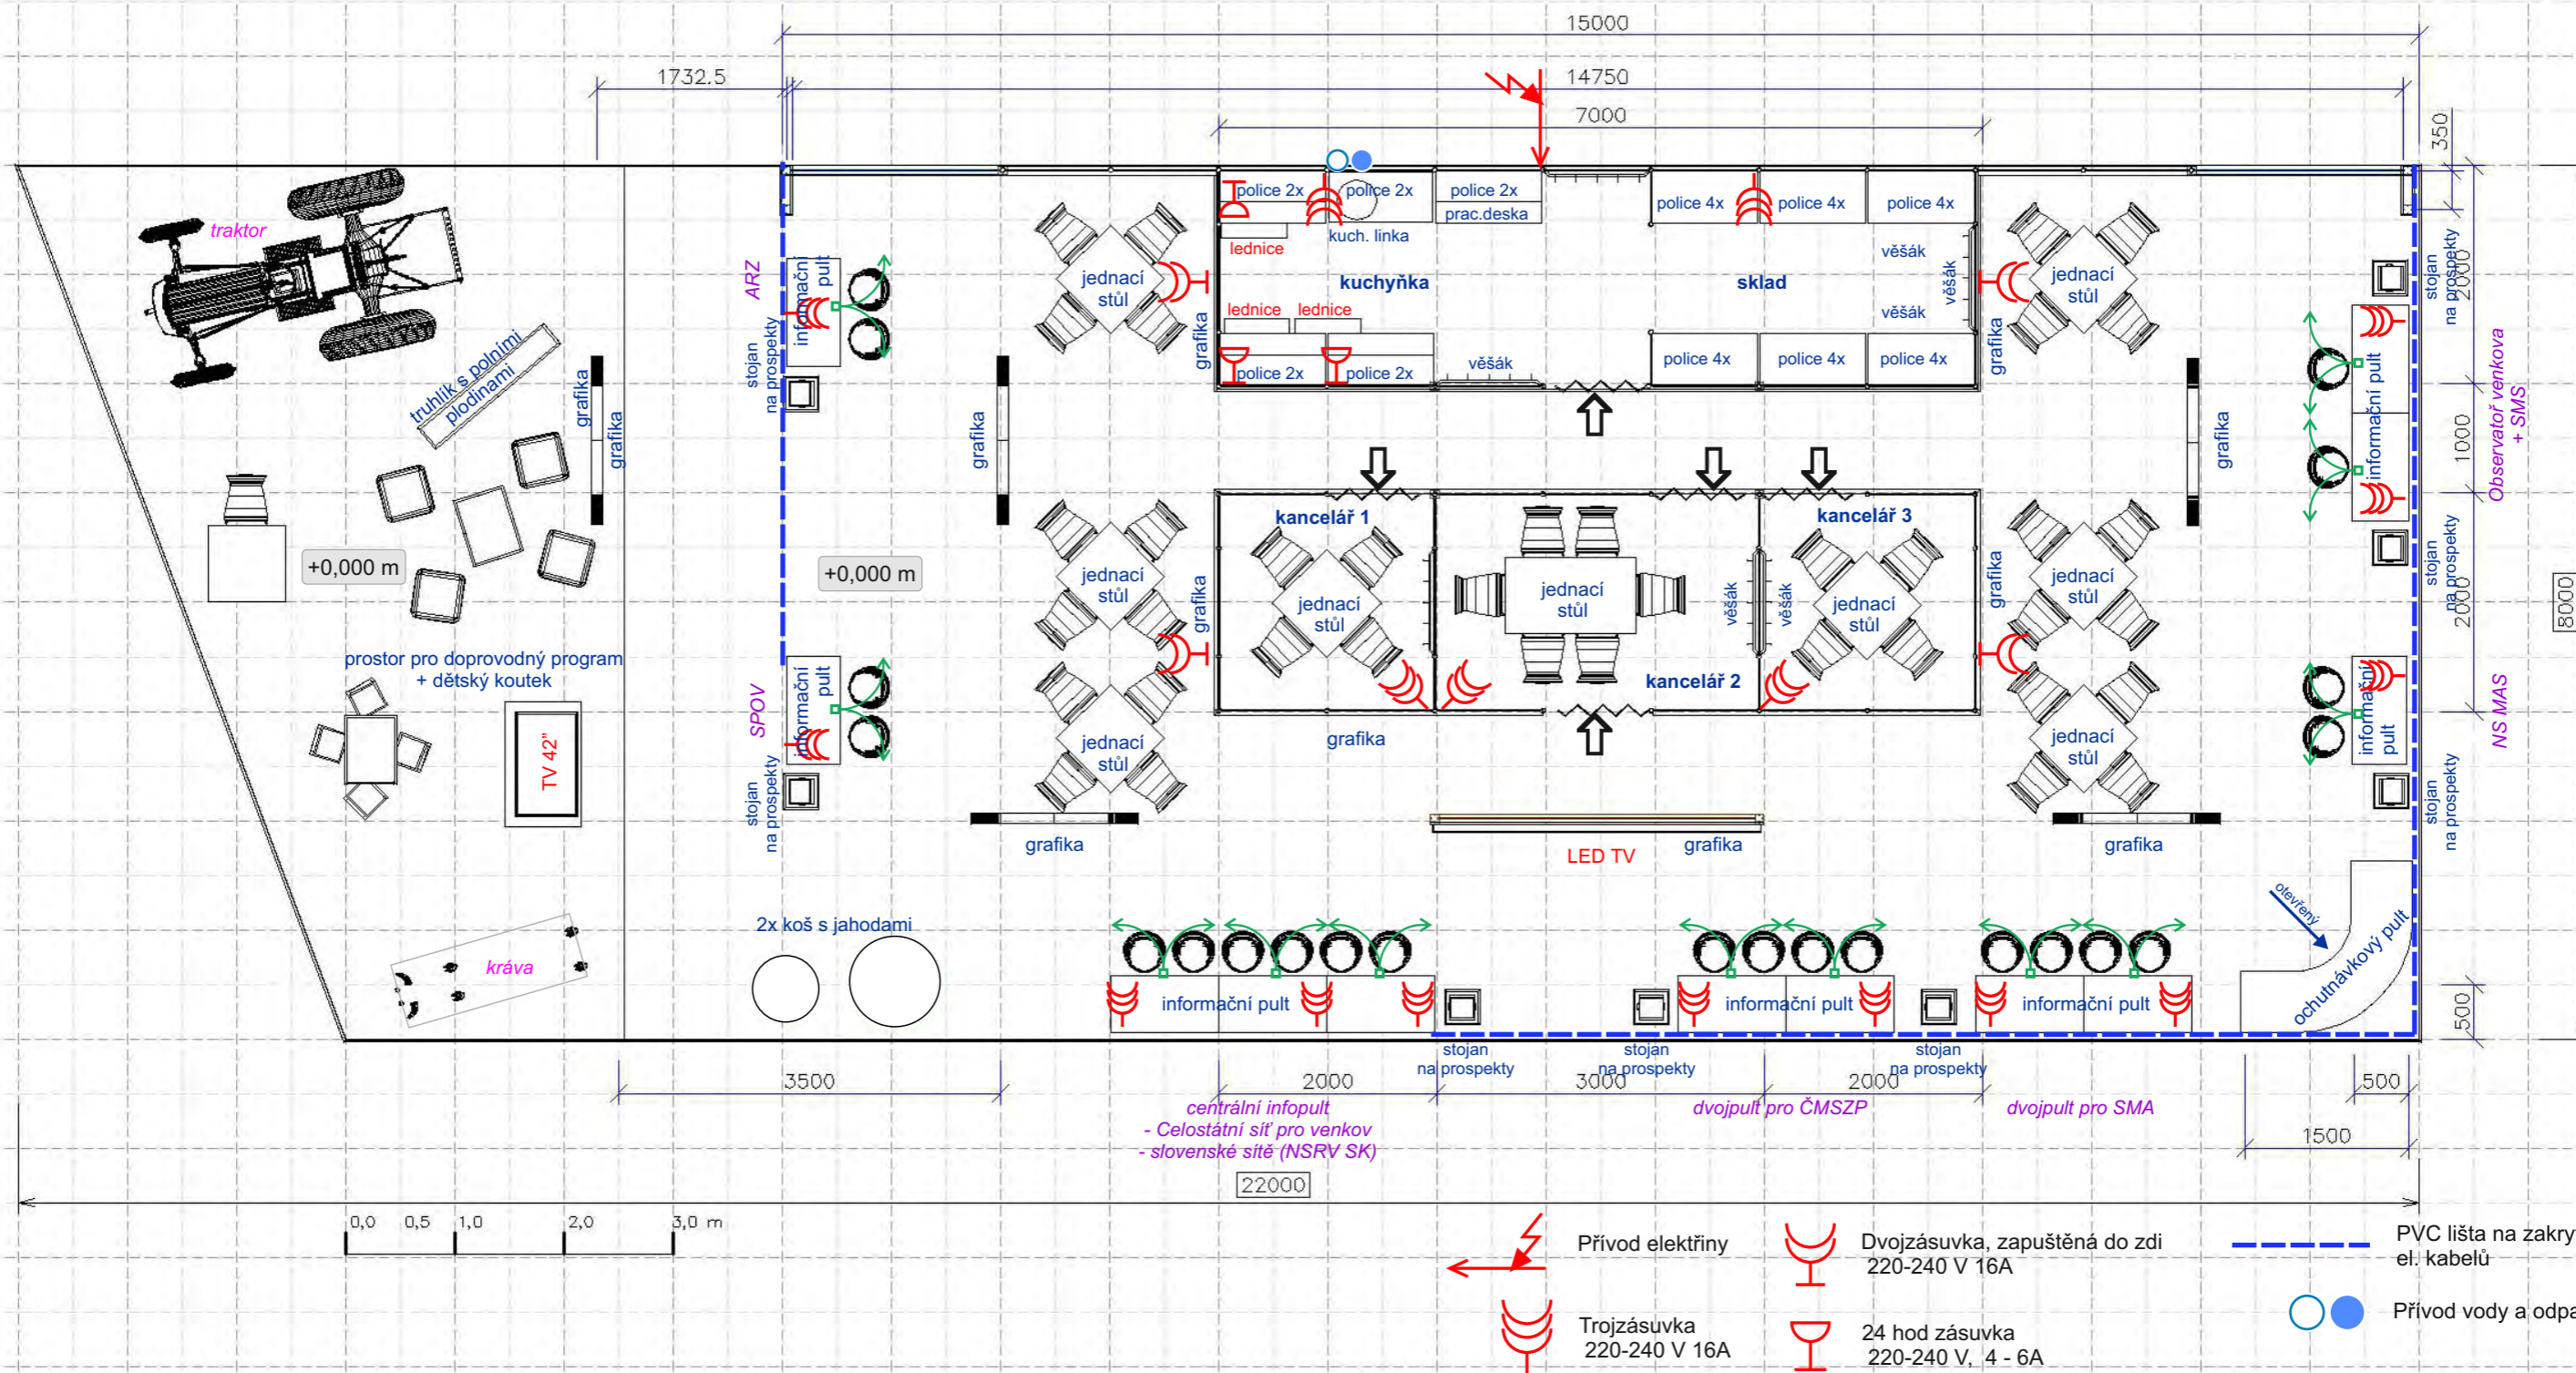 15000
1732.5
14750
7000
350
traktor
police 2x
police 2x
police 2x
prac.deska
kuch. linka
lednice
police 4x
police 4x
police 4x
věšák
věšák
věšák
kuchyňka
sklad
lednice
lednice
police 2x
police 2x
věšák
police 4x
police 4x
police 4x
jednací
stůl
jednací
stůl
grafika
grafika
ARZ
informační
pult
stojan
na prospekty
truhlík s polními
plodinami
grafika
grafika
grafika
grafika
stojan
na prospekty
2000
informační pult
Observatoř venkova
+ SMS
1000
stojan
na prospekty
2000
8000
+0,000 m
+0,000 m
kancelář 1
kancelář 3
jednací
stůl
grafika
jednací
stůl
jednací
stůl
věšák
věšák
jednací
stůl
grafika
jednací
stůl
kancelář 2
prostor pro doprovodný program
+ dětský koutek
TV 42"
SPOV
informační
pult
stojan
na prospekty
jednací
stůl
grafika
jednací
stůl
informační
pult
NS MAS
stojan
na prospekty
grafika
LED TV
grafika
grafika
otevřený
ochutnávkový pult
2x koš s jahodami
kráva
informační pult
informační pult
informační pult
500
stojan
na prospekty
stojan
na prospekty
stojan
na prospekty
3500
2000
3000
2000
500
centrální infopult
- Celostátní síť pro venkov
- slovenské sítě (NSRV SK)
dvojpult pro ČMSZP
dvojpult pro SMA
1500
22000
0,0 0,5 1,0 2,0 3,0 m
Přívod elektřiny
Dvojzásuvka, zapuštěná do zdi
220-240 V 16A
PVC lišta na zakry
el. kabelů
Trojzásuvka
220-240 V 16A
24 hod zásuvka
220-240 V, 4 - 6A
Přívod vody a odpa